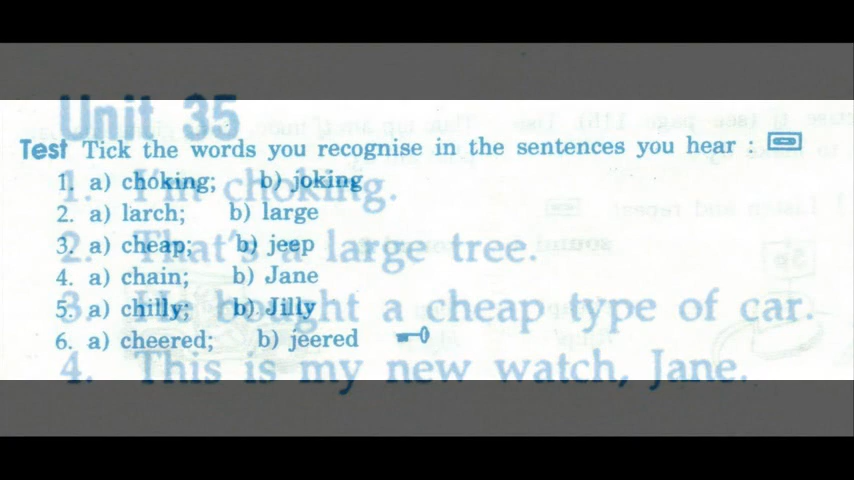 Unit 35
Test Tick the words you recognise in the sentences you hear :
1. a) choking; b) joking
1. I'm choking.
2. a) larch; b) large
2. That's a large tree.
3. a) cheap; b) jeep
4. a) chain; b) Jane
3. He bought a cheap type of car.
5. a) chilly; b) Jilly
6. a) cheered; b) jeered
4. This is my new watch, Jane.